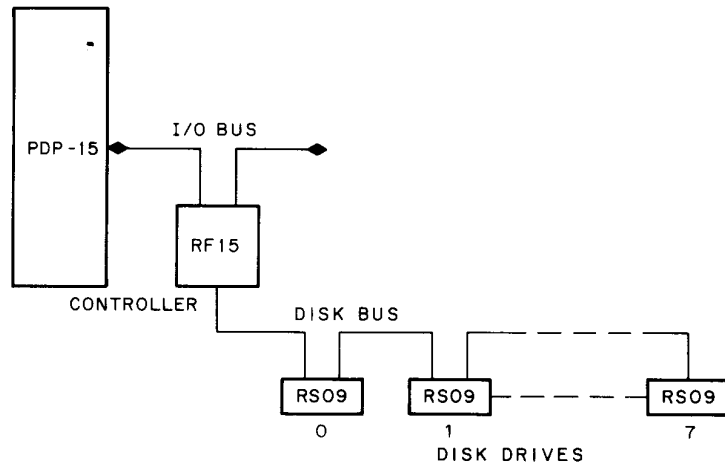 I/O BUS
PDP-15
RF15
CONTROLLER
DISK BUS
RS09 RS09 RS09
0 1 7
DISK DRIVES